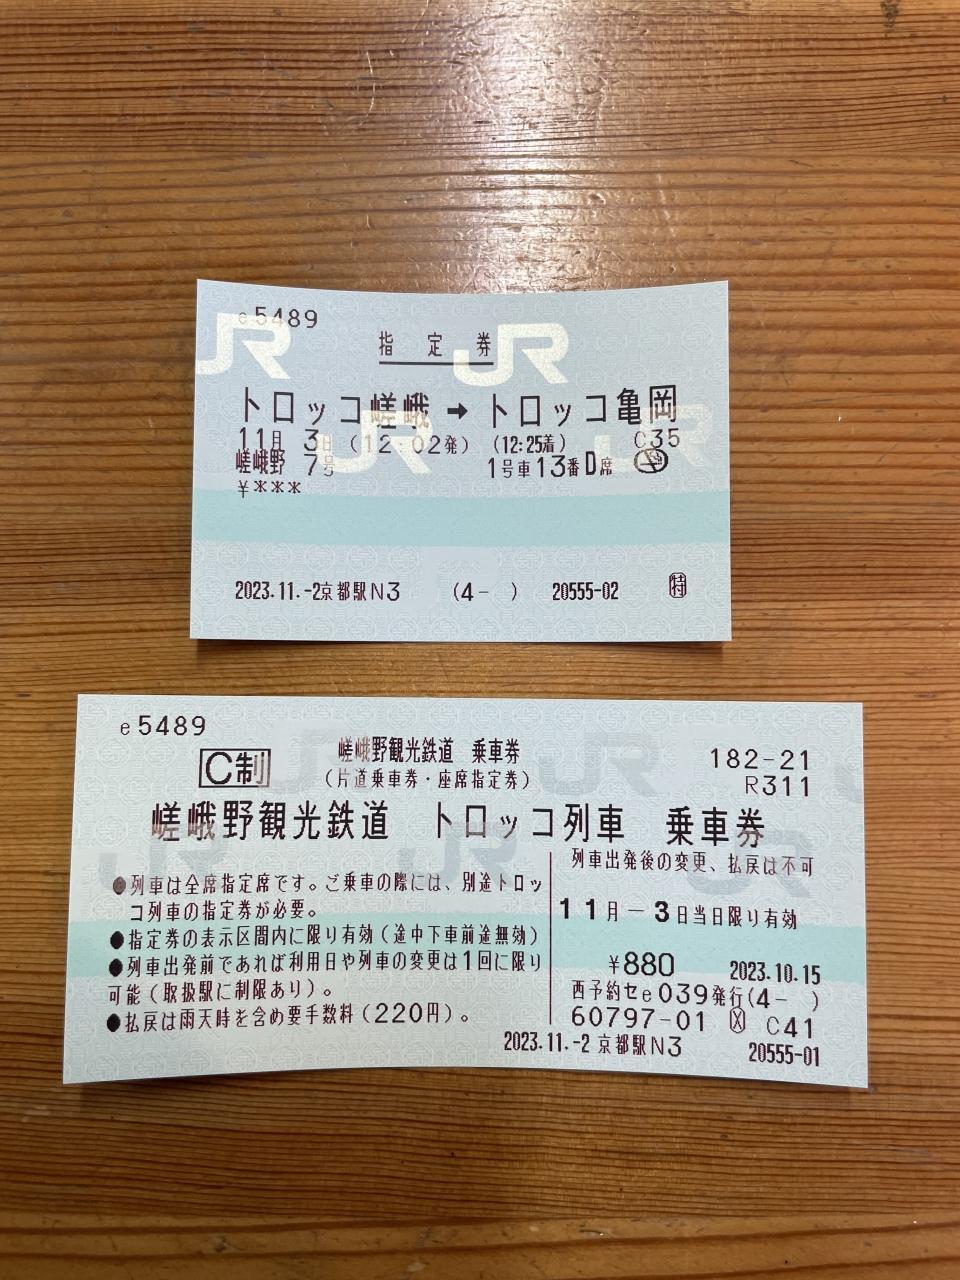 e5489
指定券
トロッコ嵯峨 ➡ トロッコ亀岡
11月 3日 (12:02発) (12:25着) C35
嵯峨野 7号 1号車13番D席
¥***
2023.11.-2京都駅N3 (4- ) 20555-02 特
e5489
C制 嵯峨野観光鉄道 乗車券 182-21
(片道乗車券・座席指定券) R311
嵯峨野観光鉄道 トロッコ列車 乗車券
列車出発後の変更、払戻は不可
●列車は全席指定席です。ご乗車の際には、別途トロッ
コ列車の指定券が必要。
11月-3日当日限り有効
●指定券の表示区間内に限り有効(途中下車前途無効)
●列車出発前であれば利用日や列車の変更は1回に限り
可能(取扱駅に制限あり)。
●払戻は雨天時を含め要手数料(220円)。
¥880 2023.10.15
西予約セe039発行(4- )
60797-01 C41
2023.11.-2 京都駅N3 20555-01
JR
JR
JR
JR
JR
JR
JR
JR